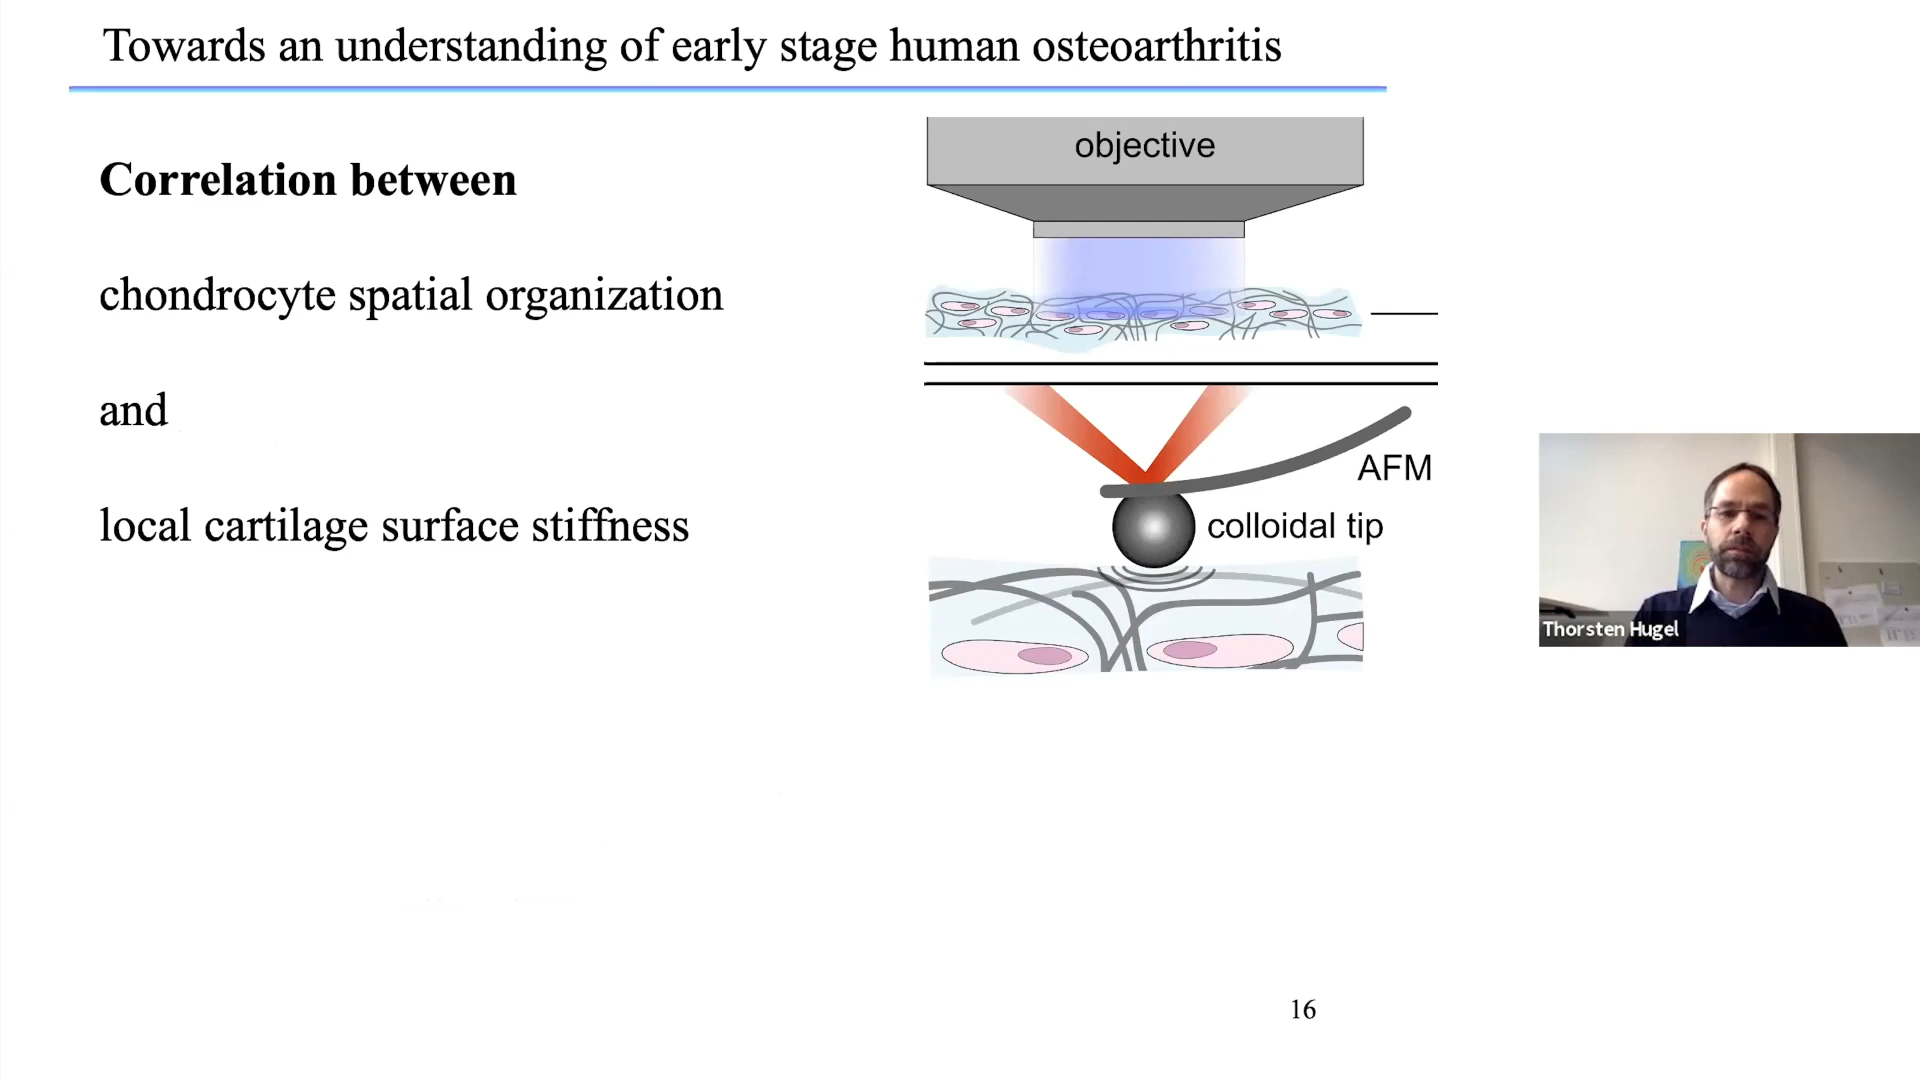 Towards an understanding of early stage human osteoarthritis
Correlation between
chondrocyte spatial organization
and
local cartilage surface stiffness
objective
AFM
colloidal tip
Thorsten Hugel
16